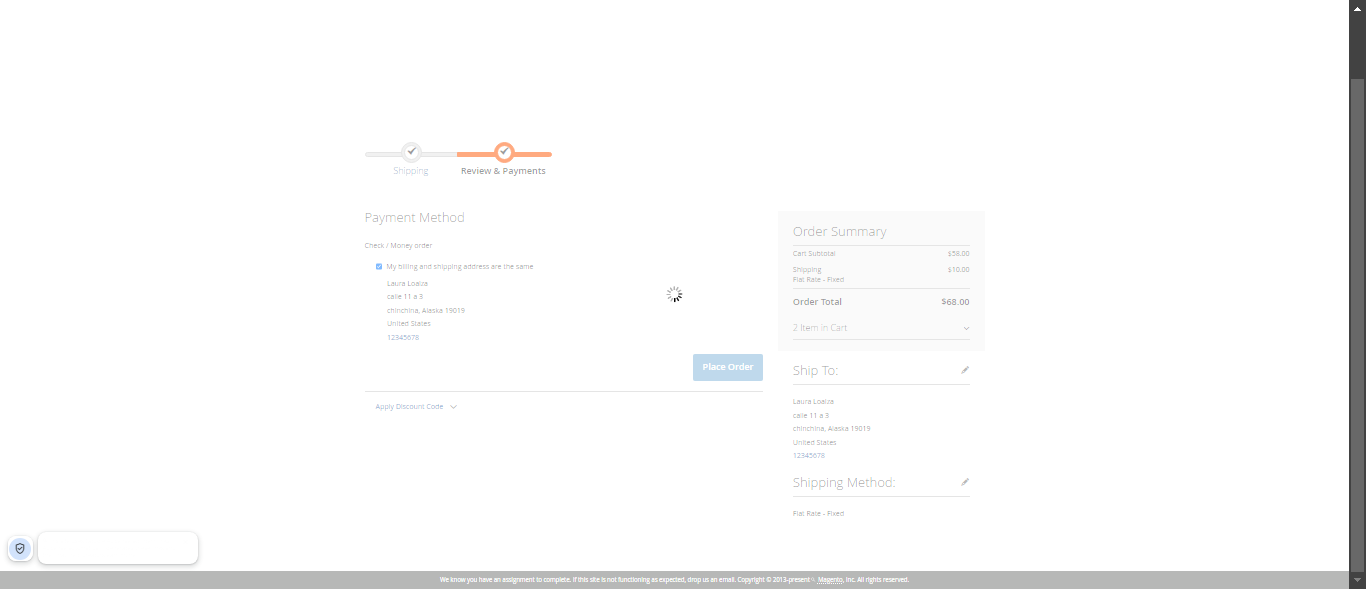 Shipping
Review & Payments
Payment Method
Check / Money order
My billing and shipping address are the same
Laura Loaiza
calle 11 a 3
chinchina, Alaska 19019
United States
12345678
Place Order
Apply Discount Code
Order Summary
Cart Subtotal $58.00
Shipping $10.00
Flat Rate - Fixed
Order Total $68.00
2 Item in Cart
Ship To:
Laura Loaiza
calle 11 a 3
chinchina, Alaska 19019
United States
12345678
Shipping Method:
Flat Rate - Fixed
We know you have an assignment to complete. If this site is not functioning as expected, drop us an email. Copyright © 2013-present Magento, Inc. All rights reserved.